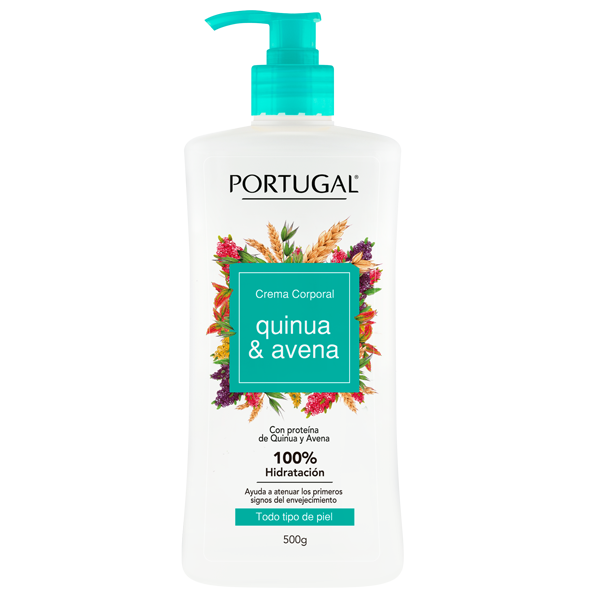 PORTUGAL®
Crema Corporal
quinua
& avena
Con proteína
de Quinua y Avena
100%
Hidratación
Ayuda a atenuar los primeros
signos del envejecimiento
Todo tipo de piel
500g